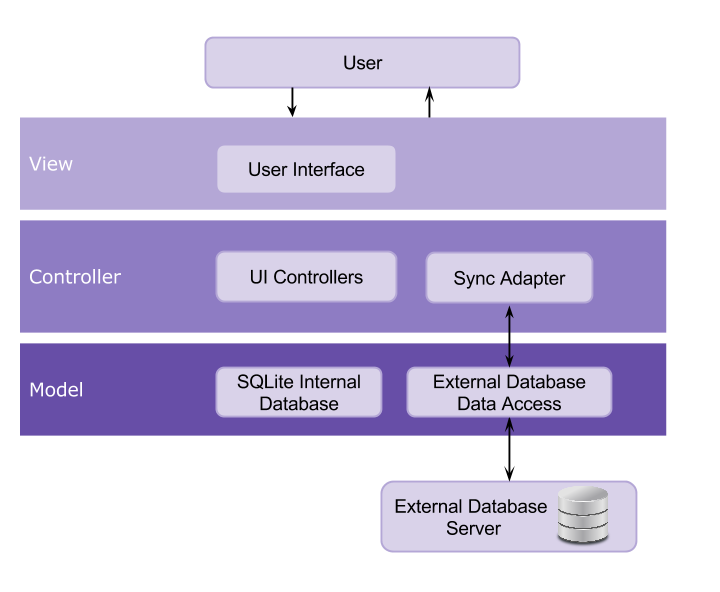 User
View
User Interface
Controller
UI Controllers
Sync Adapter
Model
SQLite Internal
Database
External Database
Data Access
External Database
Server